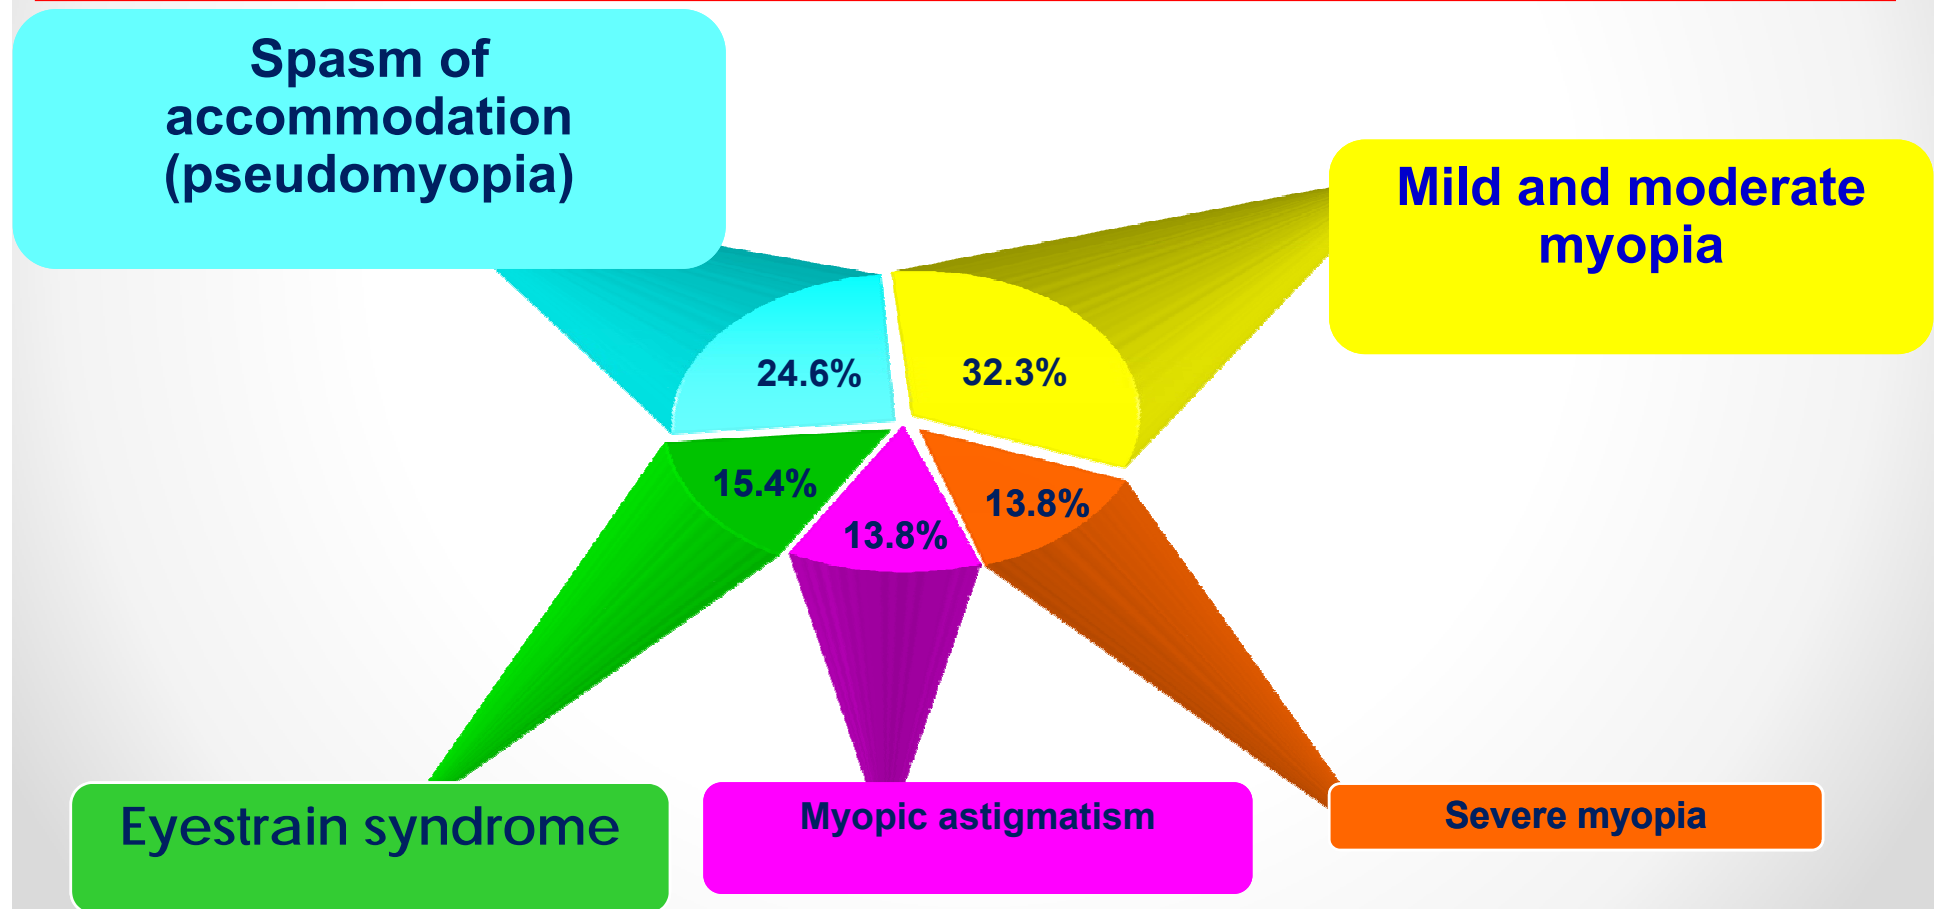 Spasm of
accommodation
(pseudomyopia)
Mild and moderate
myopia
24.6%
32.3%
15.4%
13.8%
13.8%
Eyestrain syndrome
Myopic astigmatism
Severe myopia